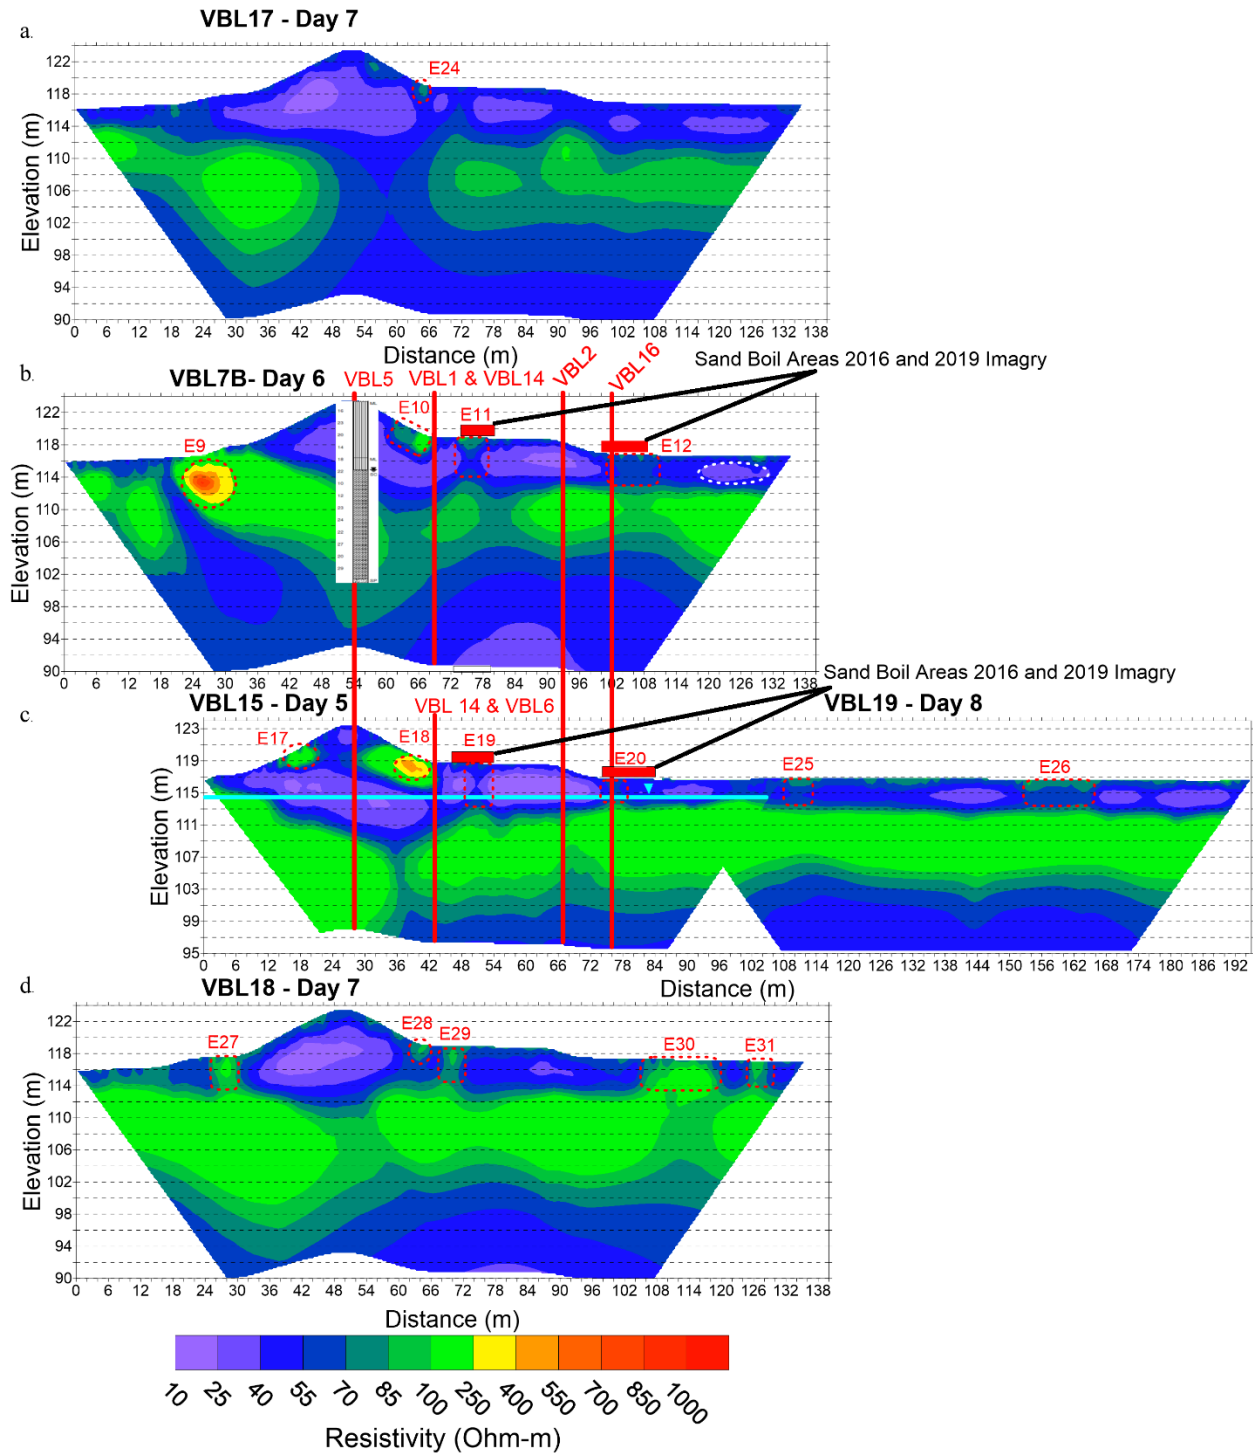 a.
VBL17 - Day 7
E24
122
118
114
110
106
102
98
94
90
Elevation (m)
0 6 12 18 24 30 36 42 48 54 60 66 72 78 84 90 96 102 108 114 120 126 132 138
Distance (m)
Sand Boil Areas 2016 and 2019 Imagry
b.
VBL7B- Day 6
VBL5
VBL1 & VBL14
VBL2
VBL16
E9
E10
E11
E12
122
118
114
110
106
102
98
94
90
Elevation (m)
0 6 12 18 24 30 36 42 48 54 60 66 72 78 84 90 96 102 108 114 120 126 132 138
Sand Boil Areas 2016 and 2019 Imagry
c.
VBL15 - Day 5
VBL 14 & VBL6
VBL19 - Day 8
E17
E18
E19
E20
E25
E26
123
119
115
111
107
103
99
95
Elevation (m)
0 6 12 18 24 30 36 42 48 54 60 66 72 78 84 90 96 102 108 114 120 126 132 138 144 150 156 162 168 174 180 186 192
Distance (m)
d.
VBL18 - Day 7
E27
E28
E29
E30
E31
122
118
114
110
106
102
98
94
90
Elevation (m)
0 6 12 18 24 30 36 42 48 54 60 66 72 78 84 90 96 102 108 114 120 126 132 138
Distance (m)
10 25 40 55 70 85 100 250 400 550 700 850 1000
Resistivity (Ohm-m)